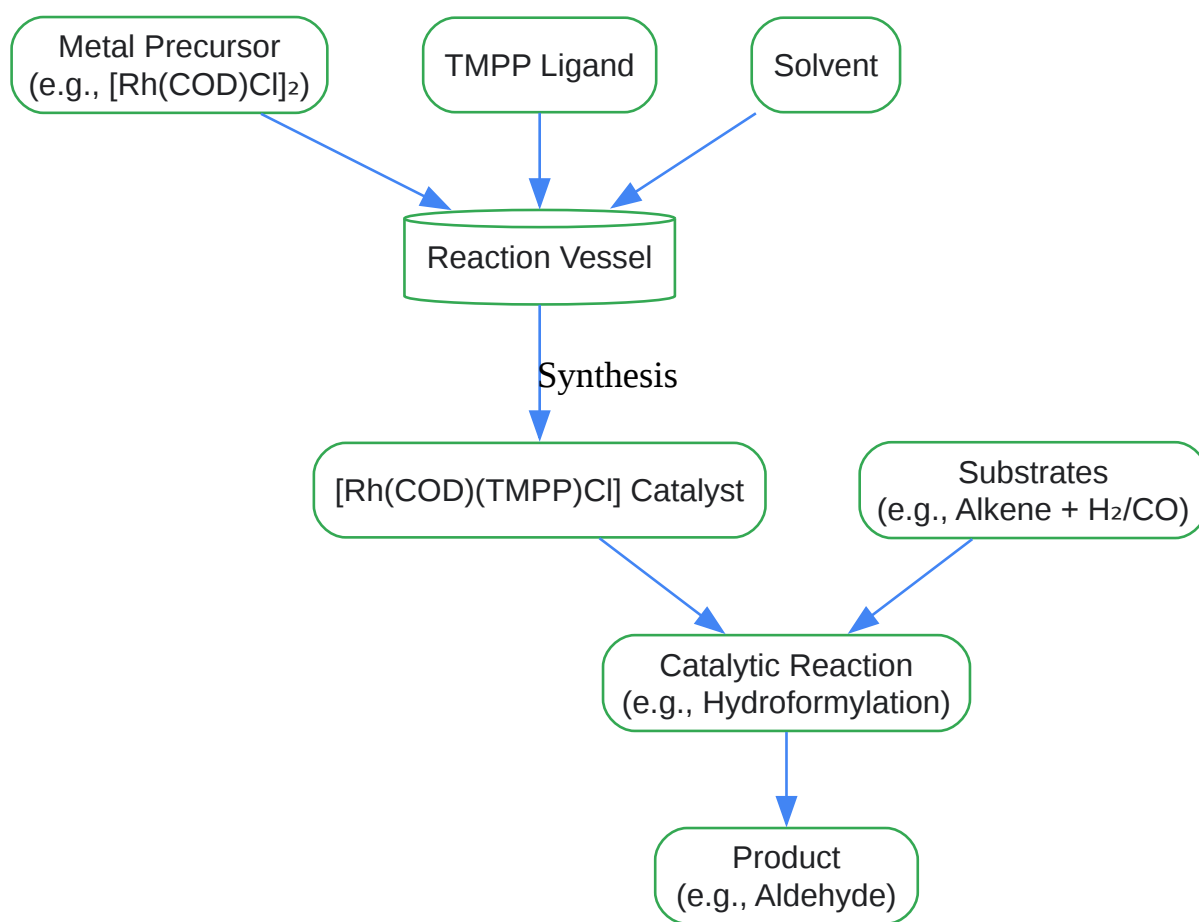 Metal Precursor
(e.g., [Rh(COD)Cl]₂)
TMPP Ligand
Solvent
Reaction Vessel
Synthesis
[Rh(COD)(TMPP)Cl] Catalyst
Substrates
(e.g., Alkene + H₂/CO)
Catalytic Reaction
(e.g., Hydroformylation)
Product
(e.g., Aldehyde)